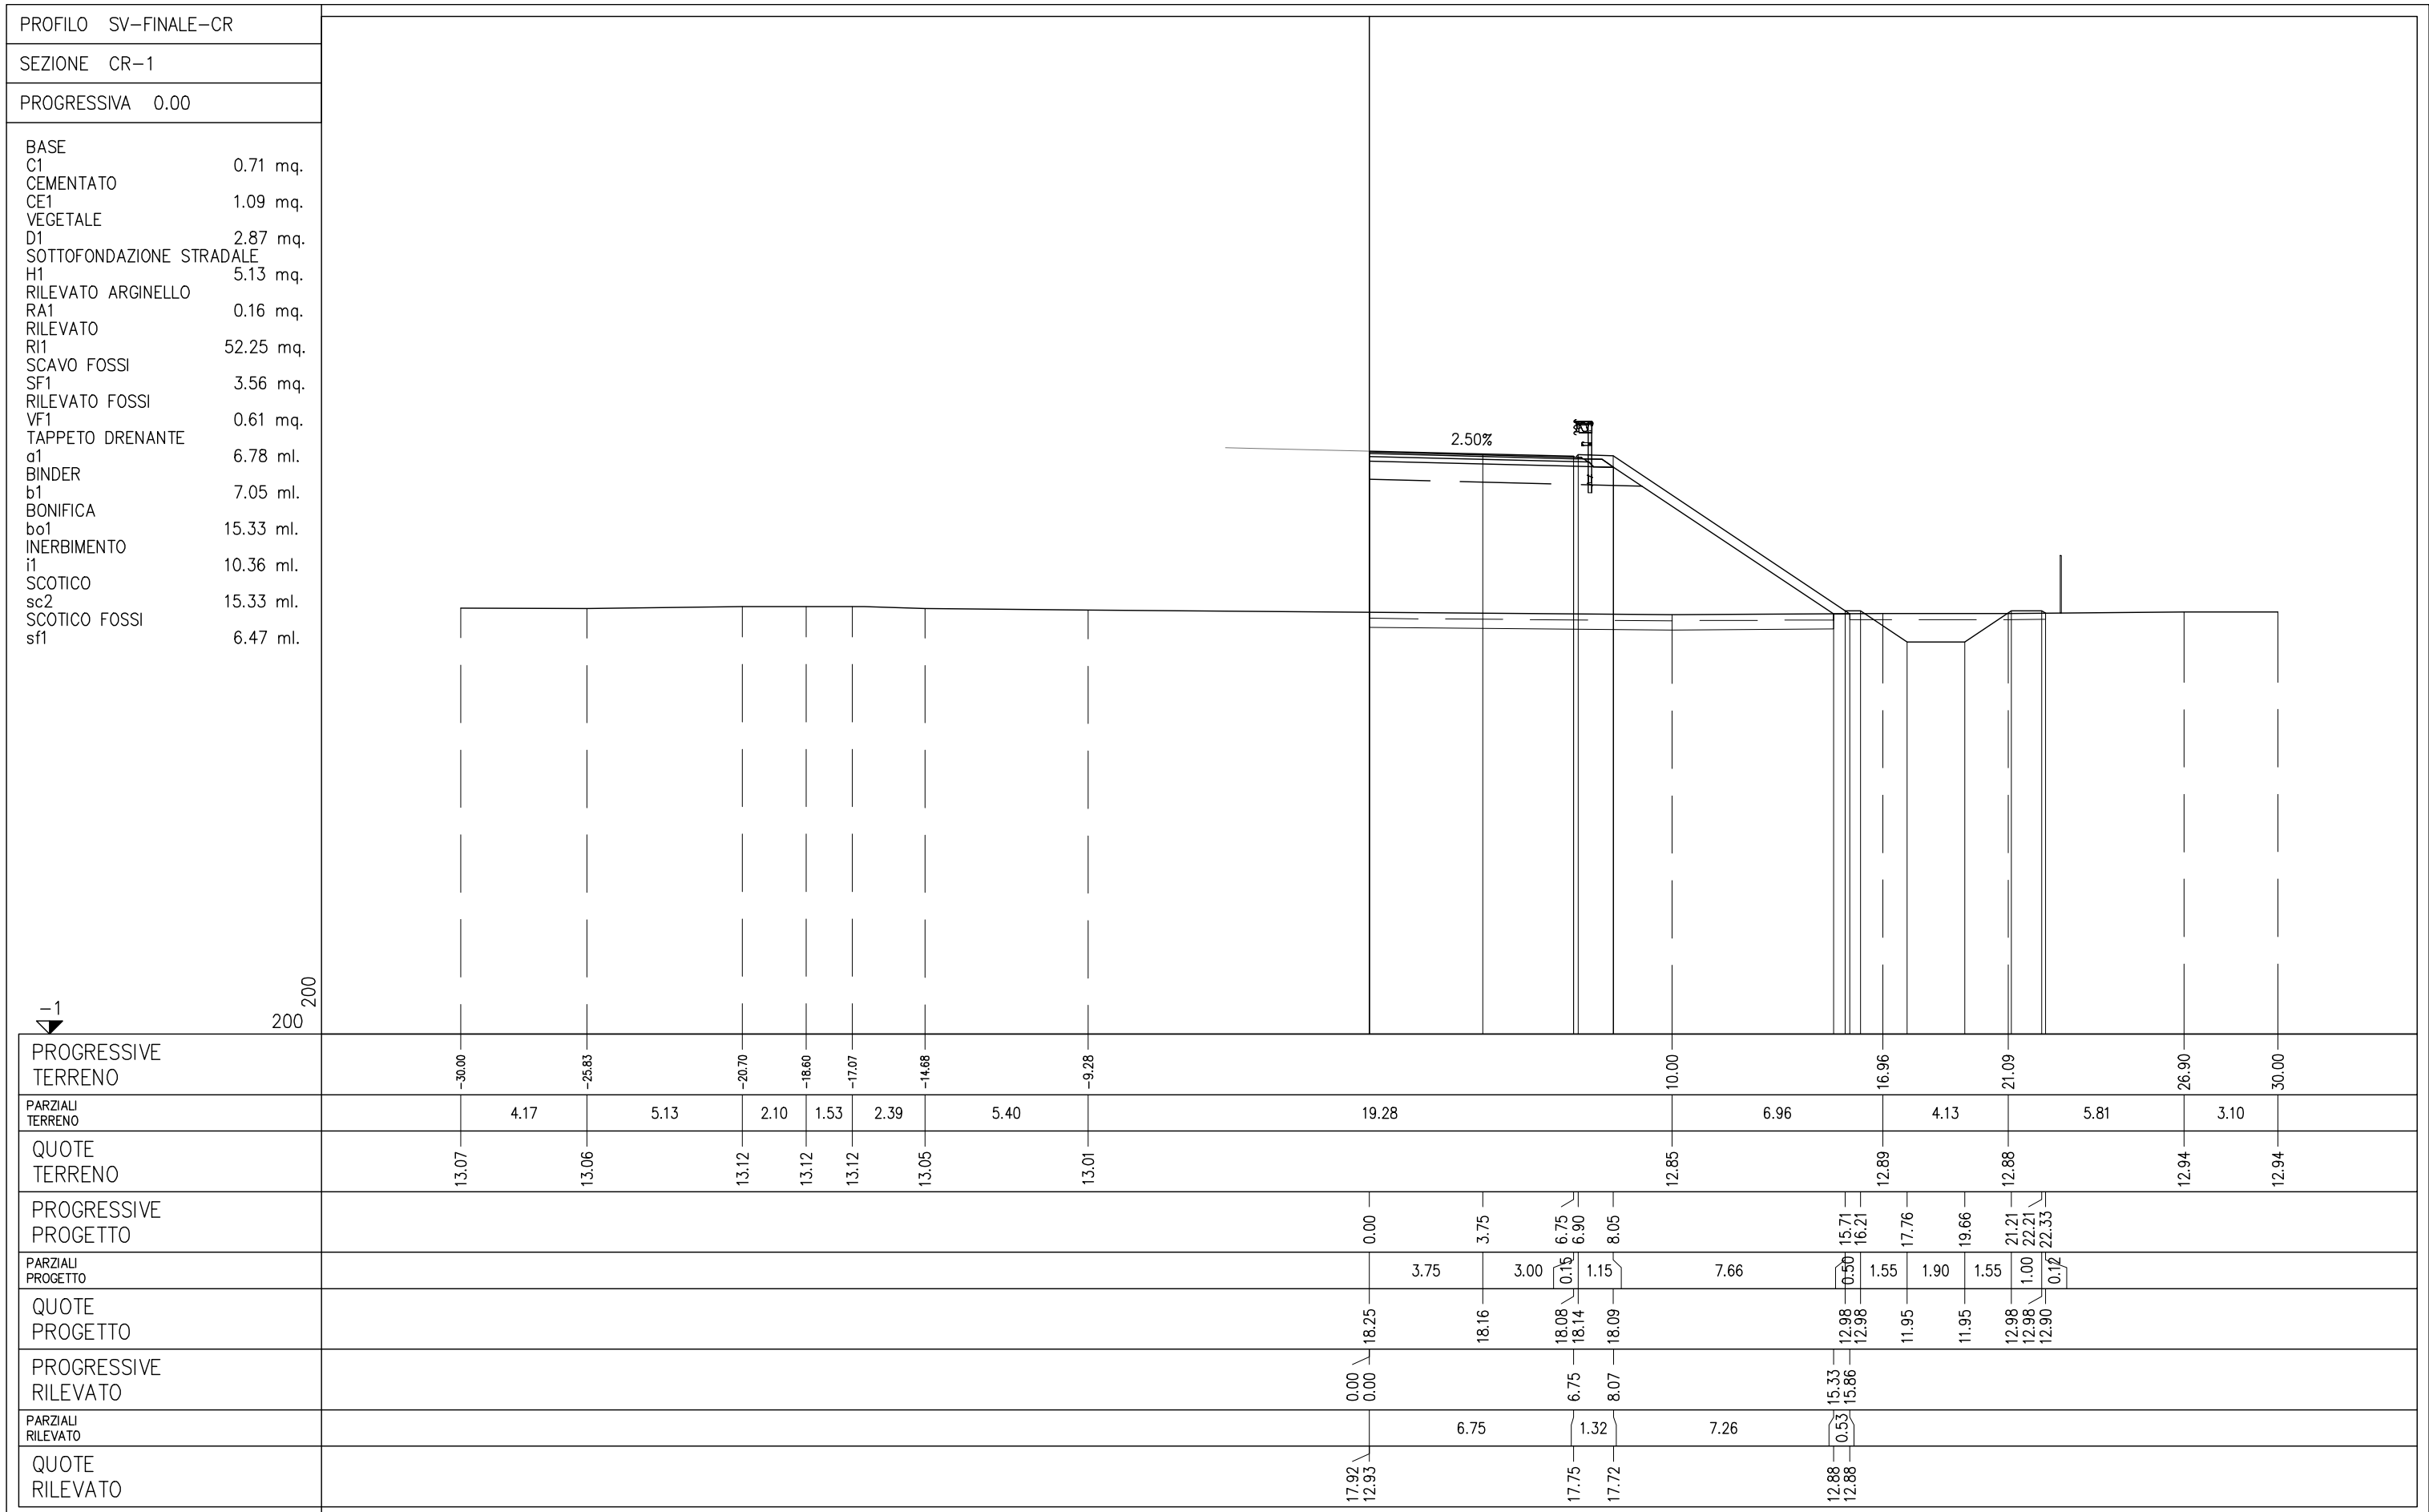 PROFILO SV-FINALE-CR
SEZIONE CR-1
PROGRESSIVA 0.00
BASE
C1 0.71 mq.
CEMENTATO
CE1 1.09 mq.
VEGETALE
D1 2.87 mq.
SOTTOFONDAZIONE STRADALE
H1 5.13 mq.
RILEVATO ARGINELLO
RA1 0.16 mq.
RILEVATO
RI1 52.25 mq.
SCAVO FOSSI
SF1 3.56 mq.
RILEVATO FOSSI
VF1 0.61 mq.
TAPPETO DRENANTE
a1 6.78 ml.
BINDER
b1 7.05 ml.
BONIFICA
bo1 15.33 ml.
INERBIMENTO
i1 10.36 ml.
SCOTICO
sc2 15.33 ml.
SCOTICO FOSSI
sf1 6.47 ml.
2.50%
-1
200
200
PROGRESSIVE
TERRENO
-30.00 -25.83 -20.70 -18.60 -17.07 -14.68 -9.28 10.00 16.96 21.09 26.90 30.00
PARZIALI
TERRENO
4.17 5.13 2.10 1.53 2.39 5.40 19.28 6.96 4.13 5.81 3.10
QUOTE
TERRENO
13.07 13.06 13.12 13.12 13.12 13.05 13.01 12.85 12.89 12.88 12.94 12.94
PROGRESSIVE
PROGETTO
0.00 3.75 6.75 6.90 8.05 15.71 16.21 17.76 19.66 21.21 22.21 22.33
PARZIALI
PROGETTO
3.75 3.00 0.15 1.15 7.66 0.50 1.55 1.90 1.55 1.00 0.12
QUOTE
PROGETTO
18.25 18.16 18.08 18.14 18.09 12.98 12.98 11.95 11.95 12.98 12.98 12.90
PROGRESSIVE
RILEVATO
0.00 0.00 6.75 8.07 15.33 15.86
PARZIALI
RILEVATO
6.75 1.32 7.26 0.53
QUOTE
RILEVATO
17.92 12.93 17.75 17.72 12.88 12.88